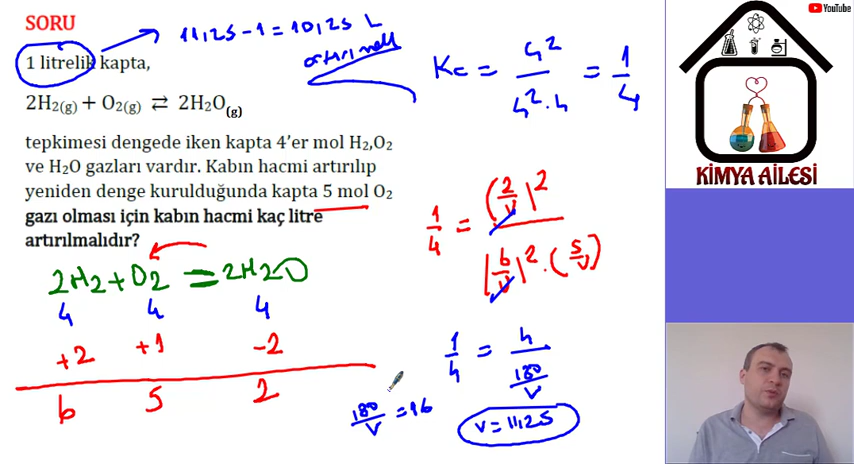 SORU
1 litrelik kapta,
11,25 - 1 = 10,25 L
artırılmalı
2H₂(g) + O₂(g) ⇄ 2H₂O(g)
tepkimesi dengede iken kapta 4'er mol H₂,O₂
ve H₂O gazları vardır. Kabın hacmi artırılıp
yeniden denge kurulduğunda kapta 5 mol O₂
gazı olması için kabın hacmi kaç litre
artırılmalıdır?
2H2 + O2 = 2H2O
4 4 4
+2 +1 -2
6 5 2
Kc = 4² / 4².4 = 1/4
1/4 = (2/V)² / (6/V)².(5/V)
1/4 = 4 / (180/V)
180/V = 16
V = 11,25
YouTube
KİMYA AİLESİ